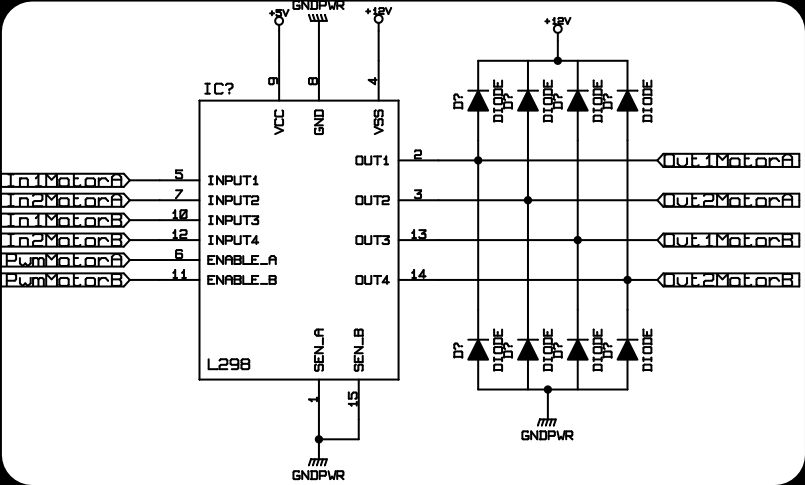 +5V
GNDPWR
+12V
+12V
9
8
4
IC?
VCC
GND
VSS
D?
DIODE
D?
DIODE
D?
DIODE
D?
DIODE
OUT1
2
Out1MotorA
In1MotorA
5
INPUT1
In2MotorA
7
INPUT2
OUT2
3
Out2MotorA
In1MotorB
10
INPUT3
In2MotorB
12
INPUT4
OUT3
13
Out1MotorB
PwmMotorA
6
ENABLE_A
PwmMotorB
11
ENABLE_B
OUT4
14
Out2MotorB
SEN_A
SEN_B
D?
DIODE
D?
DIODE
D?
DIODE
D?
DIODE
L298
1
15
GNDPWR
GNDPWR